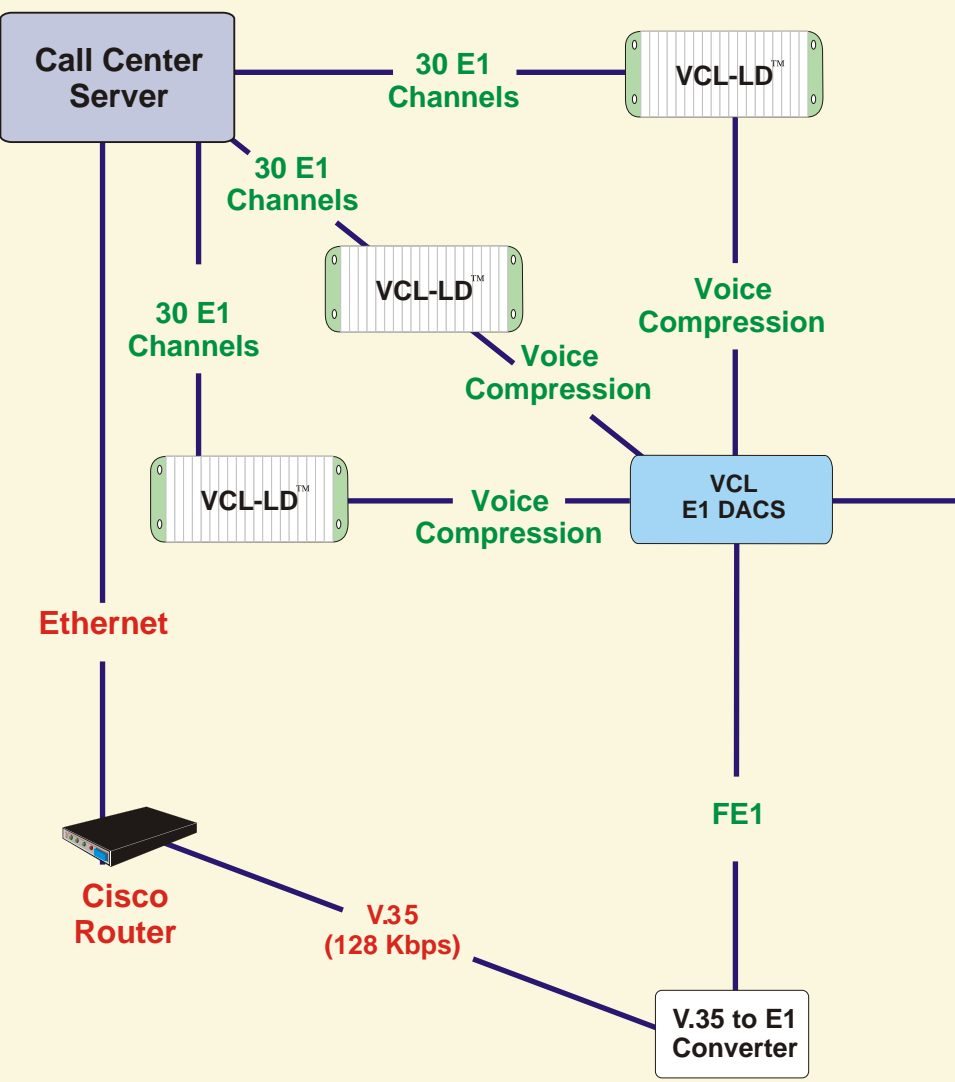 Call Center
Server
30 E1
Channels
VCL-LD™
30 E1
Channels
VCL-LD™
30 E1
Channels
Voice
Compression
Voice
Compression
VCL-LD™
Voice
Compression
VCL
E1 DACS
Ethernet
FE1
Cisco
Router
V.35
(128 Kbps)
V.35 to E1
Converter